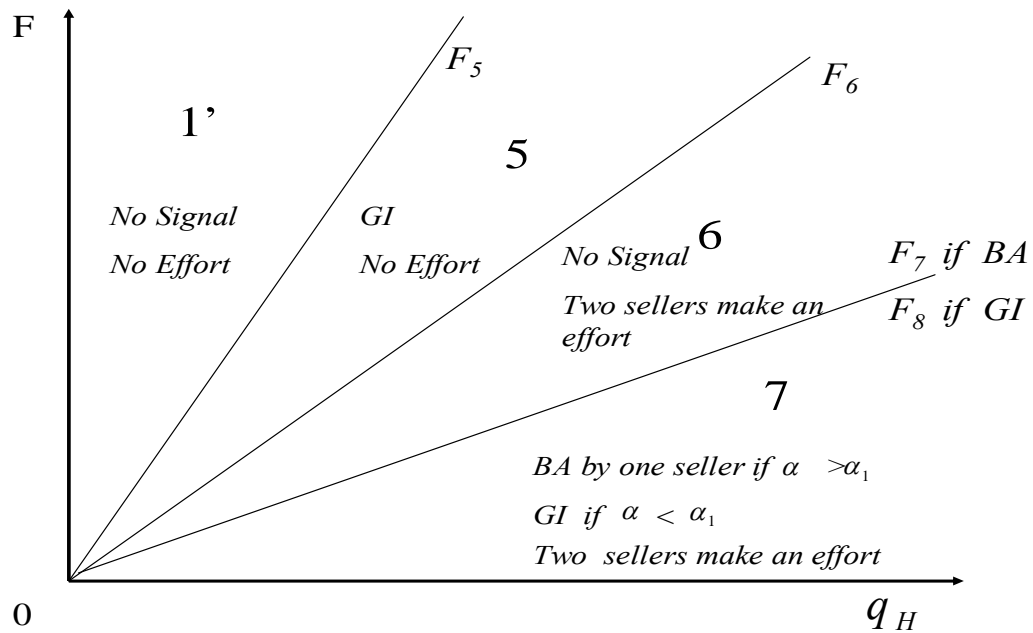 F
F5
F6
1’
5
No Signal
No Effort
GI
No Effort
No Signal
6
Two sellers make an
effort
F7 if BA
F8 if GI
7
BA by one seller if α >α1
GI if α < α1
Two sellers make an effort
0
qH